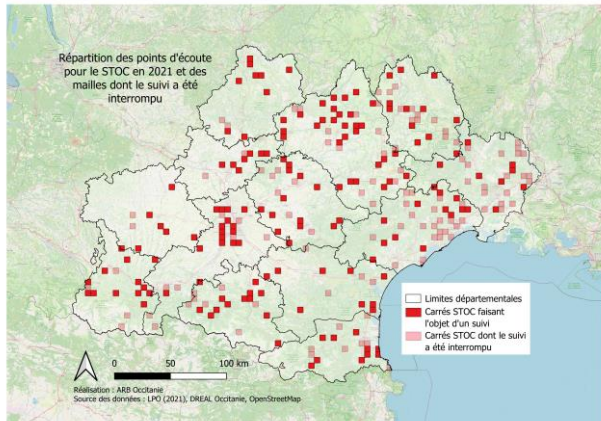 Répartition des points d'écoute
pour le STOC en 2021 et des
mailles dont le suivi a été
interrompu
Limites départementales
Carrés STOC faisant
l'objet d'un suivi
Carrés STOC dont le suivi
a été interrompu
0 50 100 km
Réalisation : ARB Occitanie
Source des données : LPO (2021), DREAL Occitanie, OpenStreetMap